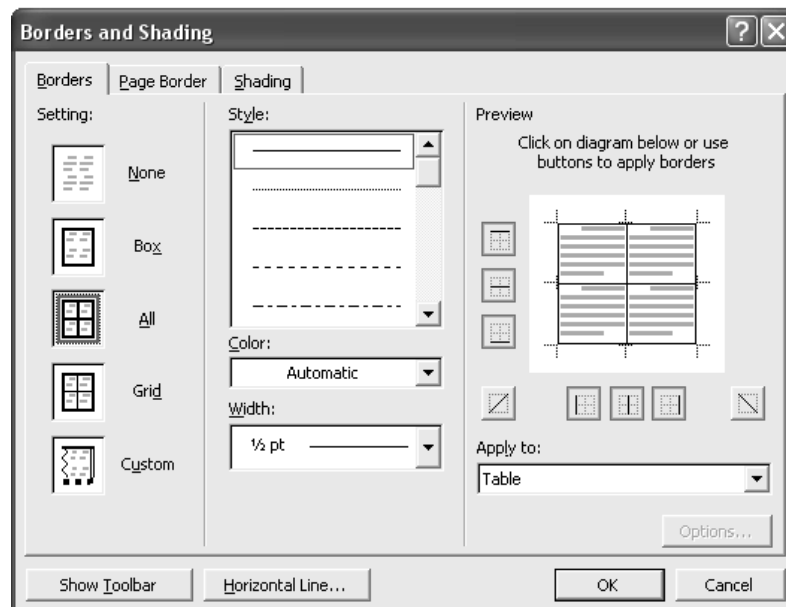 Borders and Shading
Borders
Page Border
Shading
Setting:
None
Box
All
Grid
Custom
Style:
Color:
Automatic
Width:
½ pt
Preview
Click on diagram below or use
buttons to apply borders
Apply to:
Table
Options...
Show Toolbar
Horizontal Line...
OK
Cancel